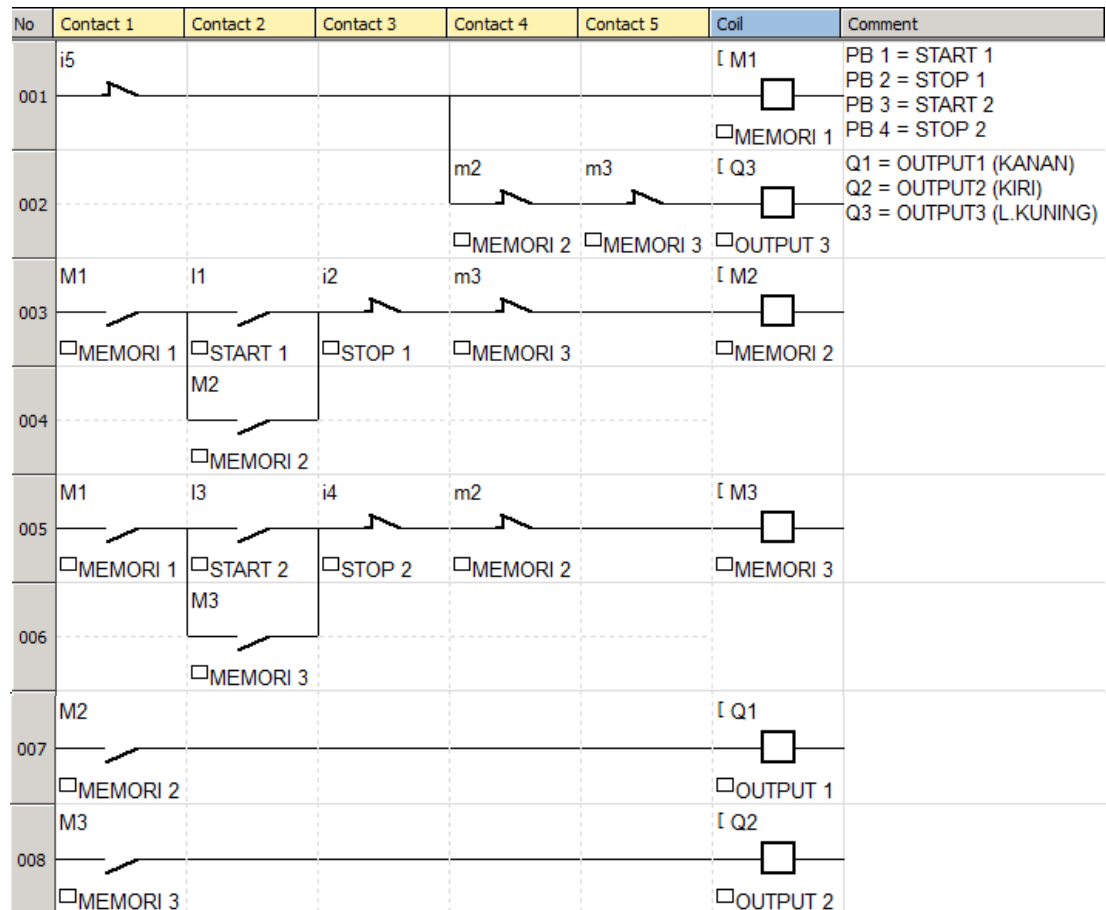 No Contact 1 Contact 2 Contact 3 Contact 4 Contact 5 Coil Comment
i5 [ M1 PB 1 = START 1
PB 2 = STOP 1
001
PB 3 = START 2
MEMORI 1 PB 4 = STOP 2
m2 m3 [ Q3 Q1 = OUTPUT1 (KANAN)
Q2 = OUTPUT2 (KIRI)
002
Q3 = OUTPUT3 (L.KUNING)
MEMORI 2 MEMORI 3 OUTPUT 3
M1 I1 i2 m3 [ M2
003
MEMORI 1 START 1 STOP 1 MEMORI 3 MEMORI 2
M2
004
MEMORI 2
M1 I3 i4 m2 [ M3
005
MEMORI 1 START 2 STOP 2 MEMORI 2 MEMORI 3
M3
006
MEMORI 3
M2 [ Q1
007
MEMORI 2 OUTPUT 1
M3 [ Q2
008
MEMORI 3 OUTPUT 2